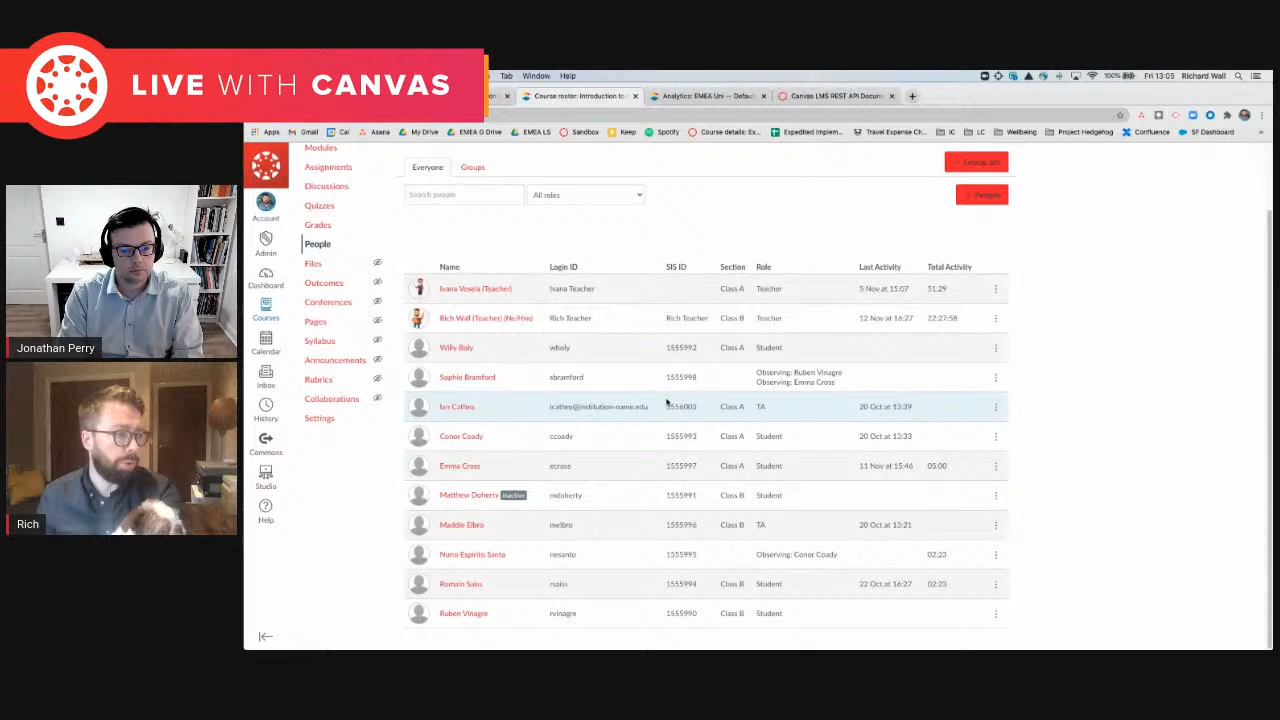 LIVE WITH CANVAS
Tab Window Help
100% Fri 13:05 Richard Wall
Course roster: Introduction to Analytics: EMEA Uni – Default Canvas LMS REST API Docum
Apps Gmail Cal Asana My Drive EMEA G Drive EMEA LS Sandbox Keep Spotify Course details: Ex... Expedited Implem... Travel Expense Ch... IC LC Wellbeing Project Hedgehog Confluence SF Dashboard
Account
Admin
Dashboard
Courses
Calendar
Inbox
History
Commons
Studio
Help
Modules
Assignments
Discussions
Quizzes
Grades
People
Files
Outcomes
Conferences
Pages
Syllabus
Announcements
Rubrics
Collaborations
Settings
Everyone Groups
+ Group set
Search people All roles
+ People
Name Login ID SIS ID Section Role Last Activity Total Activity
Ivana Vesela (Teacher) Ivana Teacher Class A Teacher 5 Nov at 15:07 51:29
Rich Wall (Teacher) (He/Him) Rich Teacher Rich Teacher Class B Teacher 12 Nov at 16:27 22:27:58
Willy Boly wboly 1555992 Class A Student
Sophie Bramford sbramford 1555998 Observing: Ruben Vinagre
Observing: Emma Cross
Ian Cathro icathro@institution-name.edu 1556003 Class A TA 20 Oct at 13:39
Conor Coady ccoady 1555993 Class A Student 20 Oct at 13:33
Emma Cross ecross 1555997 Class A Student 11 Nov at 15:46 05:00
Matthew Doherty Inactive mdoherty 1555991 Class B Student
Maddie Elbro melbro 1555996 Class B TA 20 Oct at 13:21
Nuno Espirito Santo nesanto 1555995 Observing: Conor Coady 02:23
Romain Saiss rsaiss 1555994 Class B Student 22 Oct at 16:27 02:23
Ruben Vinagre rvinagre 1555990 Class B Student
Jonathan Perry
Rich